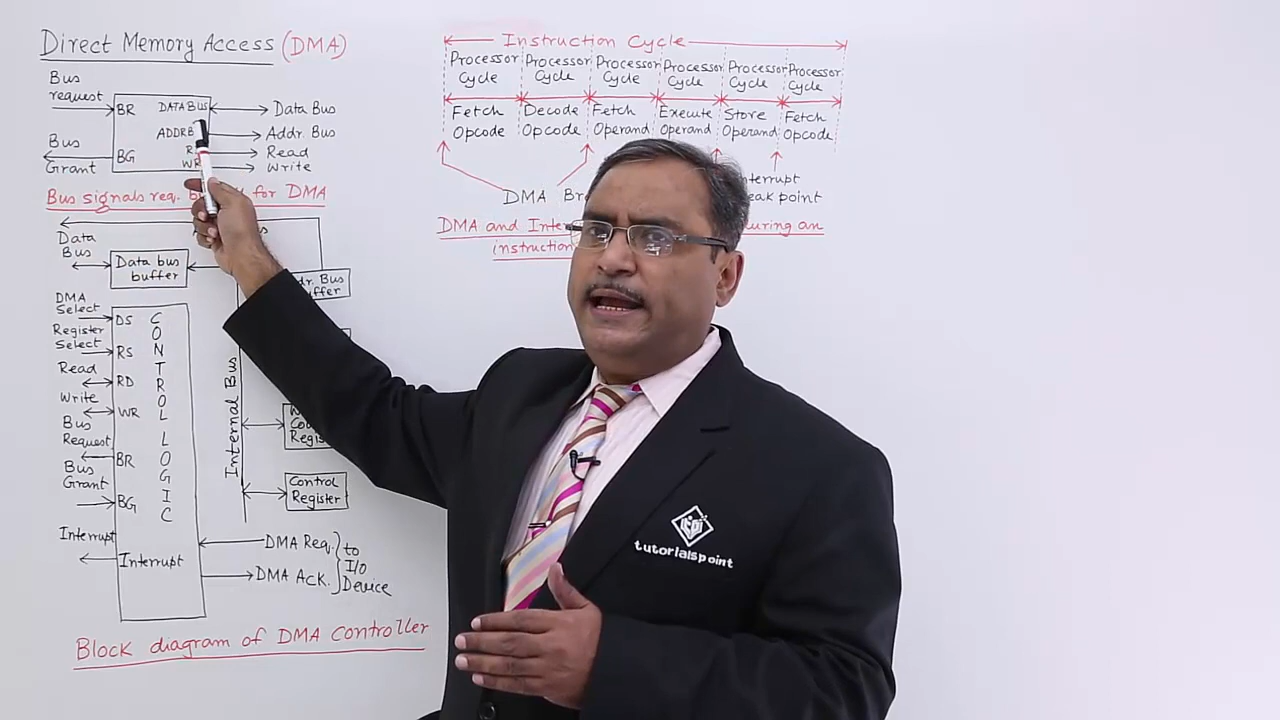 Direct Memory Access (DMA)
Bus
request
BR
DATA BUS
Data Bus
ADDR B
Addr. Bus
Bus
Grant
BG
R
Read
WR
Write
Bus signals req. for DMA
Data
Bus
Data bus
buffer
Bus
DMA
Select
DS
Register
Select
RS
Read
RD
Write
WR
Bus
Request
BR
Bus
Grant
BG
Interrupt
Interrupt
CONTROL LOGIC
Internal Bus
Control
Register
DMA Req.
DMA Ack.
to
I/O
Device
Block diagram of DMA Controller
Instruction Cycle
Processor Cycle
Processor Cycle
Processor Cycle
Processor Cycle
Processor Cycle
Processor Cycle
Fetch Opcode
Decode Opcode
Fetch Operand
Execute Operand
Store Operand
Fetch Opcode
DMA Br
Interrupt
eak point
DMA and Inter
uring an
instruction
tutorialspoint